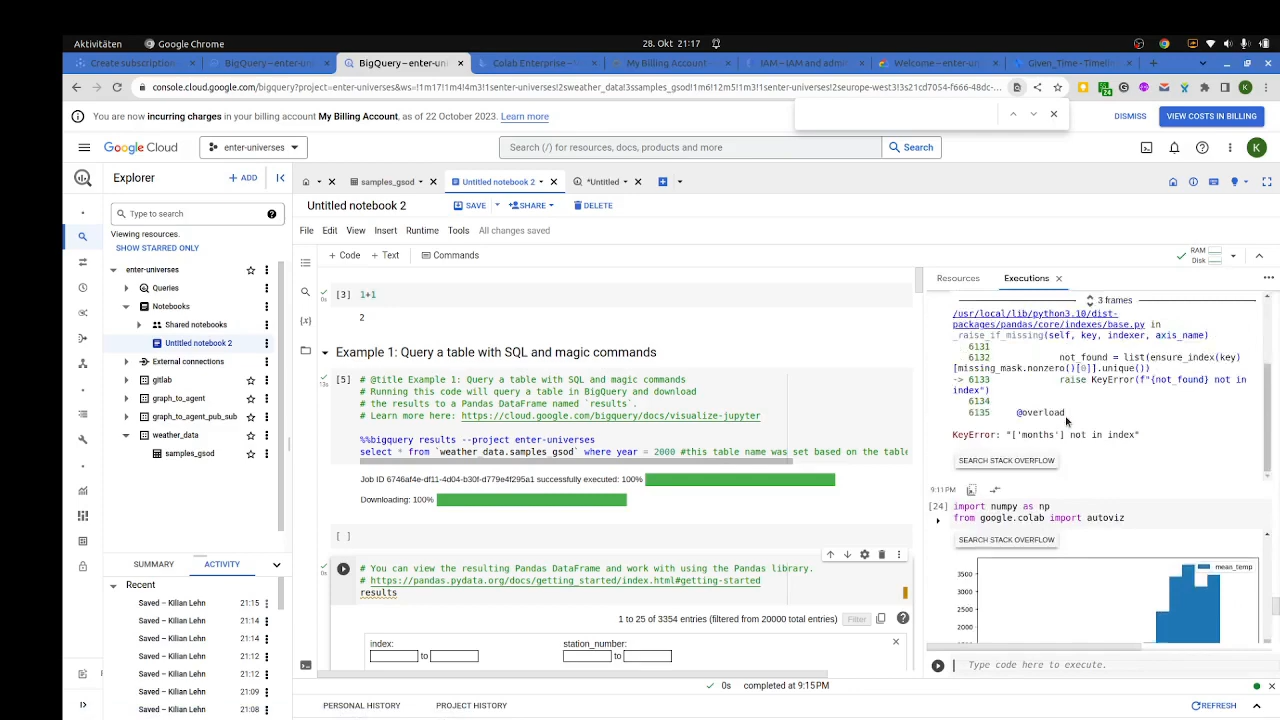 Aktivitäten
Google Chrome
28. Okt 21:17
Create subscription
BigQuery – enter-uni
BigQuery – enter-uni
Colab Enterprise –
My Billing Account
IAM – IAM and admi
Welcome – enter-uni
Given_Time - Timelin
console.cloud.google.com/bigquery?project=enter-universes&ws=!1m17!1m4!4m3!1senter-universes!2sweather_data!3ssamples_gsod!1m6!12m5!1m3!1senter-universes!2seurope-west3!3s21cd7054-f666-48dc-...
You are now incurring charges in your billing account My Billing Account, as of 22 October 2023. Learn more
DISMISS
VIEW COSTS IN BILLING
Google Cloud
enter-universes
Search (/) for resources, docs, products and more
Search
K
Explorer
+ ADD
samples_gsod
Untitled notebook 2
*Untitled
Type to search
Untitled notebook 2
SAVE
SHARE
DELETE
Viewing resources.
SHOW STARRED ONLY
File Edit View Insert Runtime Tools All changes saved
+ Code + Text Commands
RAM
Disk
enter-universes
Queries
Notebooks
Shared notebooks
Untitled notebook 2
External connections
gitlab
graph_to_agent
graph_to_agent_pub_sub
weather_data
samples_gsod
SUMMARY
ACTIVITY
Recent
Saved – Kilian Lehn 21:15
Saved – Kilian Lehn 21:14
Saved – Kilian Lehn 21:14
Saved – Kilian Lehn 21:12
Saved – Kilian Lehn 21:12
Saved – Kilian Lehn 21:09
Saved – Kilian Lehn 21:08
[3] 1+1
0s
2
Example 1: Query a table with SQL and magic commands
[5] # @title Example 1: Query a table with SQL and magic commands
13s
# Running this code will query a table in BigQuery and download
# the results to a Pandas DataFrame named `results`.
# Learn more here: https://cloud.google.com/bigquery/docs/visualize-jupyter
%%bigquery results --project enter-universes
select * from `weather_data.samples_gsod` where year = 2000 #this table name was set based on the table
Job ID 6746af4e-df11-4d04-b30f-d779e4f295a1 successfully executed: 100%
Downloading: 100%
[ ]
0s
# You can view the resulting Pandas DataFrame and work with using the Pandas library.
# https://pandas.pydata.org/docs/getting_started/index.html#getting-started
results
1 to 25 of 3354 entries (filtered from 20000 total entries)
Filter
index:
station_number:
to
to
Resources
Executions
3 frames
/usr/local/lib/python3.10/dist-
packages/pandas/core/indexes/base.py in
_raise_if_missing(self, key, indexer, axis_name)
6131
6132 not_found = list(ensure_index(key)
[missing_mask.nonzero()[0]].unique())
-> 6133 raise KeyError(f"{not_found} not in
index")
6134
6135 @overload
KeyError: "['months'] not in index"
SEARCH STACK OVERFLOW
9:11 PM
[24] import numpy as np
from google.colab import autoviz
SEARCH STACK OVERFLOW
mean_temp
3500
3000
2500
2000
Type code here to execute.
0s completed at 9:15 PM
PERSONAL HISTORY
PROJECT HISTORY
REFRESH